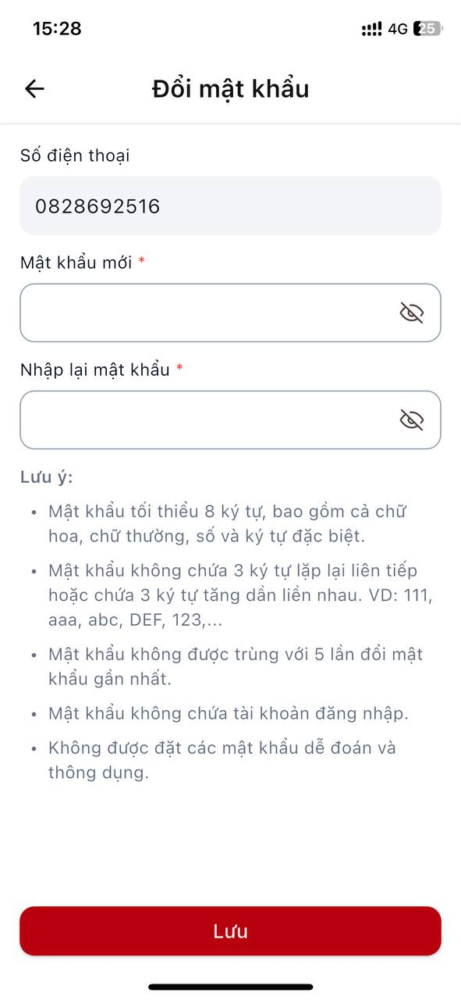 15:28
4G 25
Đổi mật khẩu
Số điện thoại
0828692516
Mật khẩu mới *
Nhập lại mật khẩu *
Lưu ý:
• Mật khẩu tối thiểu 8 ký tự, bao gồm cả chữ
hoa, chữ thường, số và ký tự đặc biệt.
• Mật khẩu không chứa 3 ký tự lặp lại liên tiếp
hoặc chứa 3 ký tự tăng dần liền nhau. VD: 111,
aaa, abc, DEF, 123,...
• Mật khẩu không được trùng với 5 lần đổi mật
khẩu gần nhất.
• Mật khẩu không chứa tài khoản đăng nhập.
• Không được đặt các mật khẩu dễ đoán và
thông dụng.
Lưu